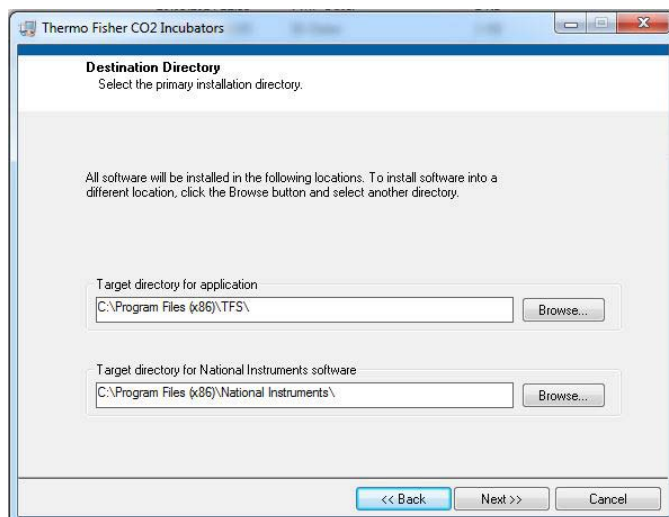 Thermo Fisher CO2 Incubators
Destination Directory
Select the primary installation directory.
All software will be installed in the following locations. To install software into a
different location, click the Browse button and select another directory.
Target directory for application
C:\Program Files (x86)\TFS\
Browse...
Target directory for National Instruments software
C:\Program Files (x86)\National Instruments\
Browse...
<< Back
Next >>
Cancel